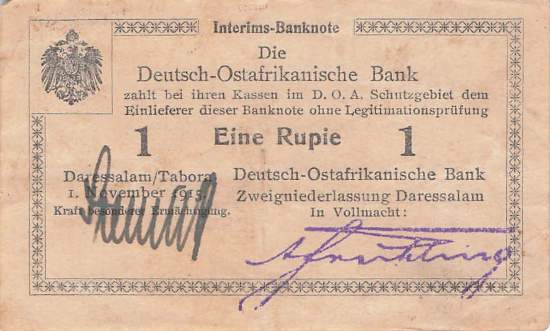 Interims-Banknote
Die
Deutsch-Ostafrikanische Bank
zahlt bei ihren Kassen im D. O. A. Schutzgebiet dem
Einlieferer dieser Banknote ohne Legitimationsprüfung
1 Eine Rupie 1
Daressalam/Tabora
1. November 1915.
Kraft besonderer Ermächtigung.
Deutsch-Ostafrikanische Bank
Zweigniederlassung Daressalam
In Vollmacht: